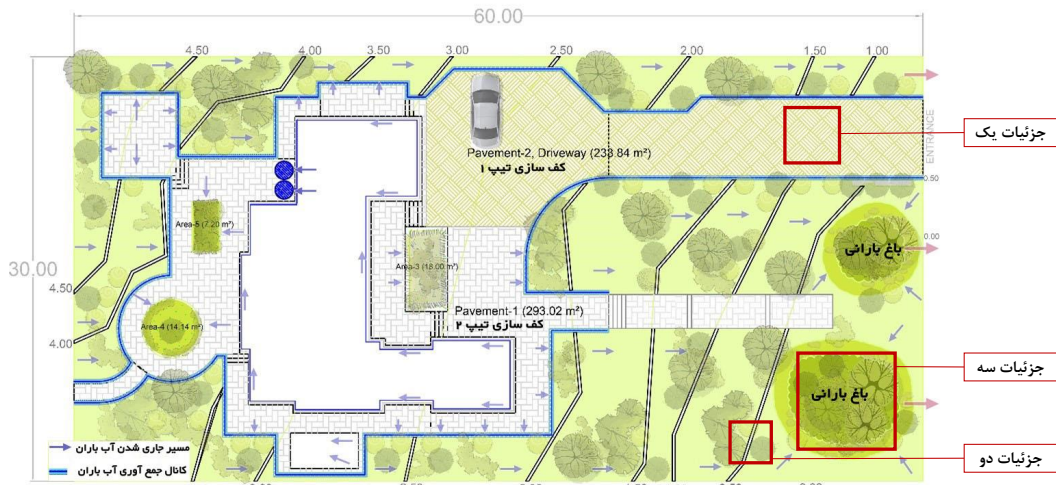 60.00
4.50
4.00
3.50
3.00
2.50
2.00
1.50
1.00
30.00
ENTRANCE
جزئیات یک
Pavement-2, Driveway (233.84 m²)
کف سازی تیپ ۱
0.50
Area-5 (7.20 m²)
0.00
باغ بارانی
Area-3 (18.00 m²)
4.50
Pavement-1 (293.02 m²)
کف سازی تیپ ۲
Area-4 (14.14 m²)
4.00
جزئیات سه
باغ بارانی
مسیر جاری شدن آب باران
جزئیات دو
کانال جمع آوری آب باران